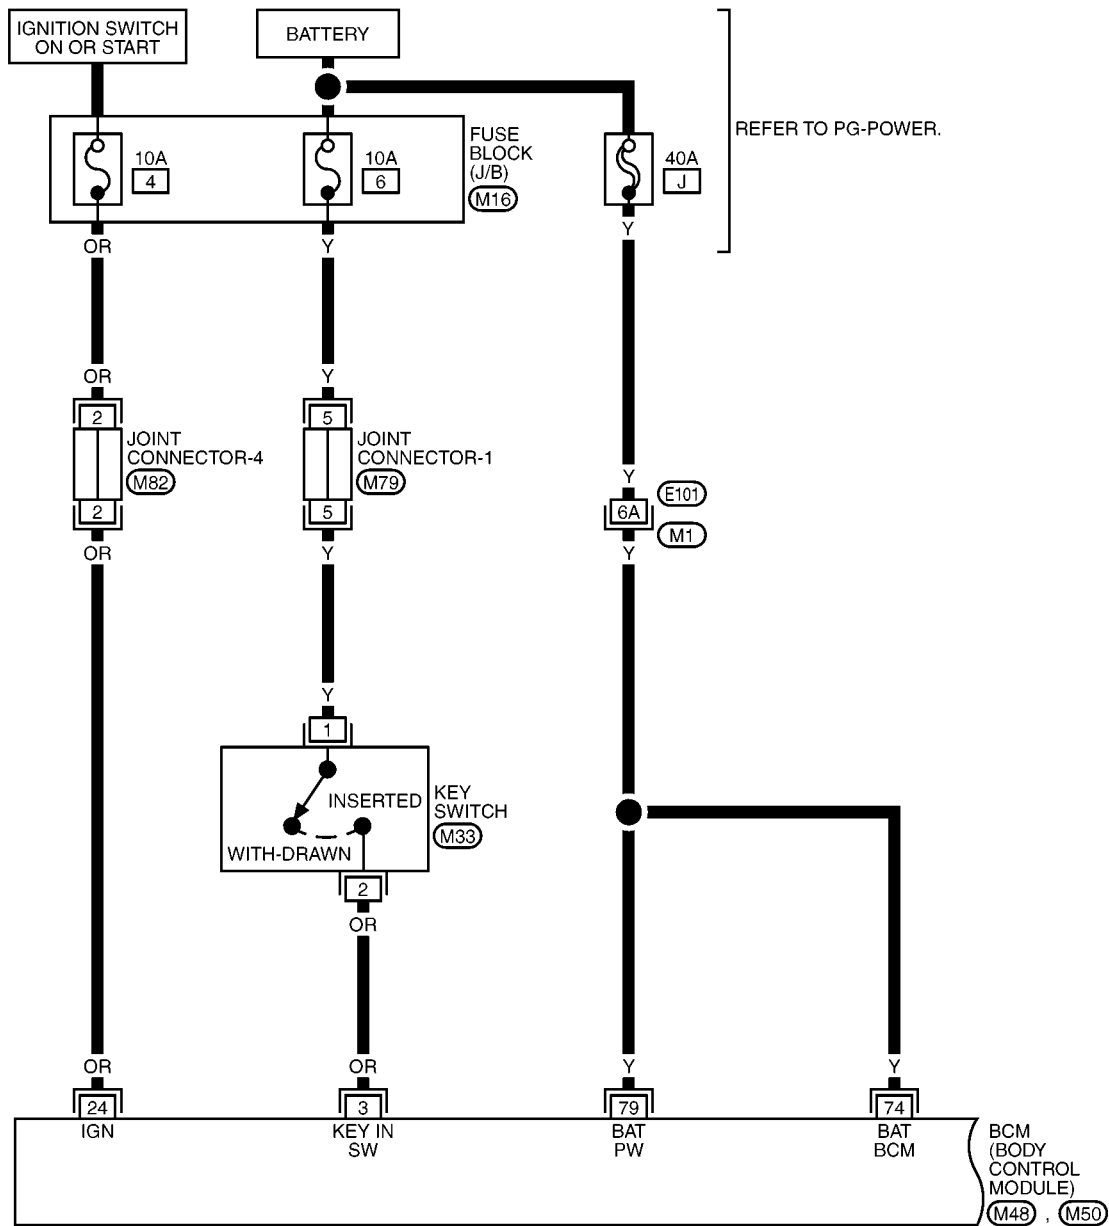 IGNITION SWITCH
ON OR START
BATTERY
REFER TO PG-POWER.
10A
4
10A
6
FUSE
BLOCK
(J/B)
M16
40A
J
OR
Y
Y
OR
Y
2
JOINT
CONNECTOR-4
M82
2
5
JOINT
CONNECTOR-1
M79
5
Y
6A
E101
M1
OR
Y
Y
Y
1
INSERTED
WITH-DRAWN
KEY
SWITCH
M33
2
OR
OR
OR
Y
Y
24
3
79
74
IGN
KEY IN
SW
BAT
PW
BAT
BCM
BCM
(BODY
CONTROL
MODULE)
M48 , M50